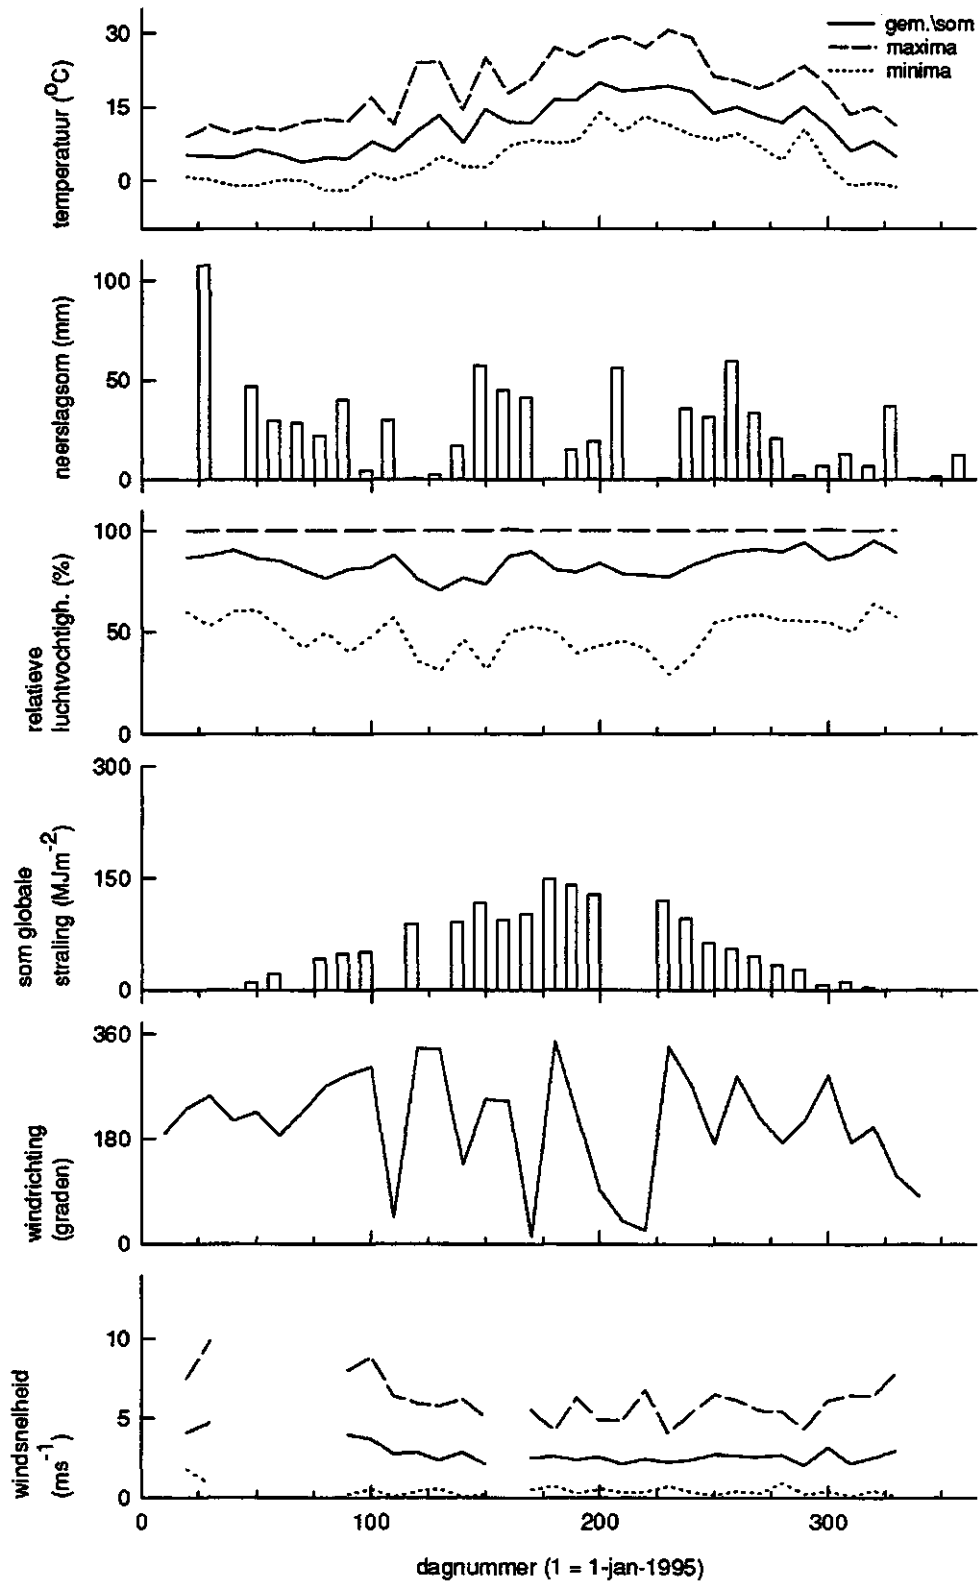 gem.\som
maxima
minima
temperatuur (°C)
30
15
0
neerslagsom (mm)
100
50
0
relatieve
luchtvochtigh. (%)
100
50
0
som globale
straling (MJm⁻²)
300
150
0
windrichting
(graden)
360
180
0
windsnelheid
(ms⁻¹)
10
5
0
0 100 200 300
dagnummer (1 = 1-jan-1995)